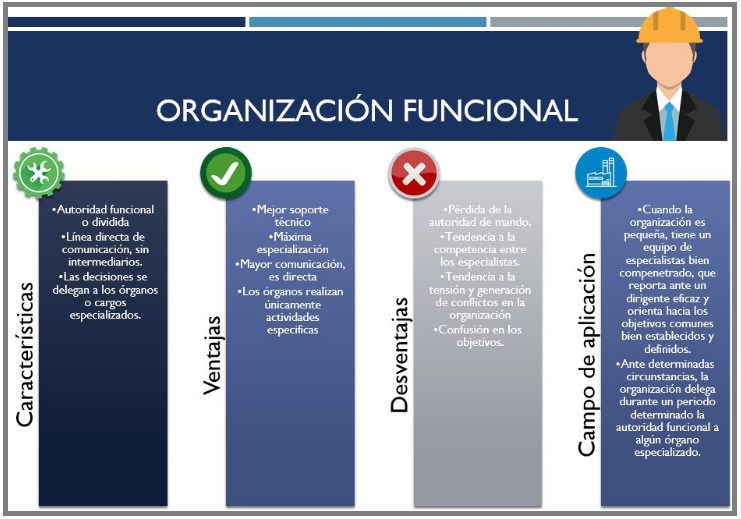 ORGANIZACIÓN FUNCIONAL
Características
•Autoridad funcional
o dividida
•Línea directa de
comunicación, sin
intermediarios.
•Las decisiones se
delegan a los órganos
o cargos
especializados.
Ventajas
•Mejor soporte
técnico
•Máxima
especialización
•Mayor comunicación,
es directa
•Los órganos realizan
únicamente
actividades
especificas
Desventajas
•Pérdida de la
autoridad de mando.
•Tendencia a la
competencia entre
los especialistas.
•Tendencia a la
tensión y generación
de conflictos en la
organización
•Confusión en los
objetivos.
Campo de aplicación
•Cuando la
organización es
pequeña, tiene un
equipo de
especialistas bien
compenetrado, que
reporta ante un
dirigente eficaz y
orienta hacia los
objetivos comunes
bien establecidos y
definidos.
•Ante determinadas
circunstancias, la
organización delega
durante un periodo
determinado la
autoridad funcional a
algún órgano
especializado.